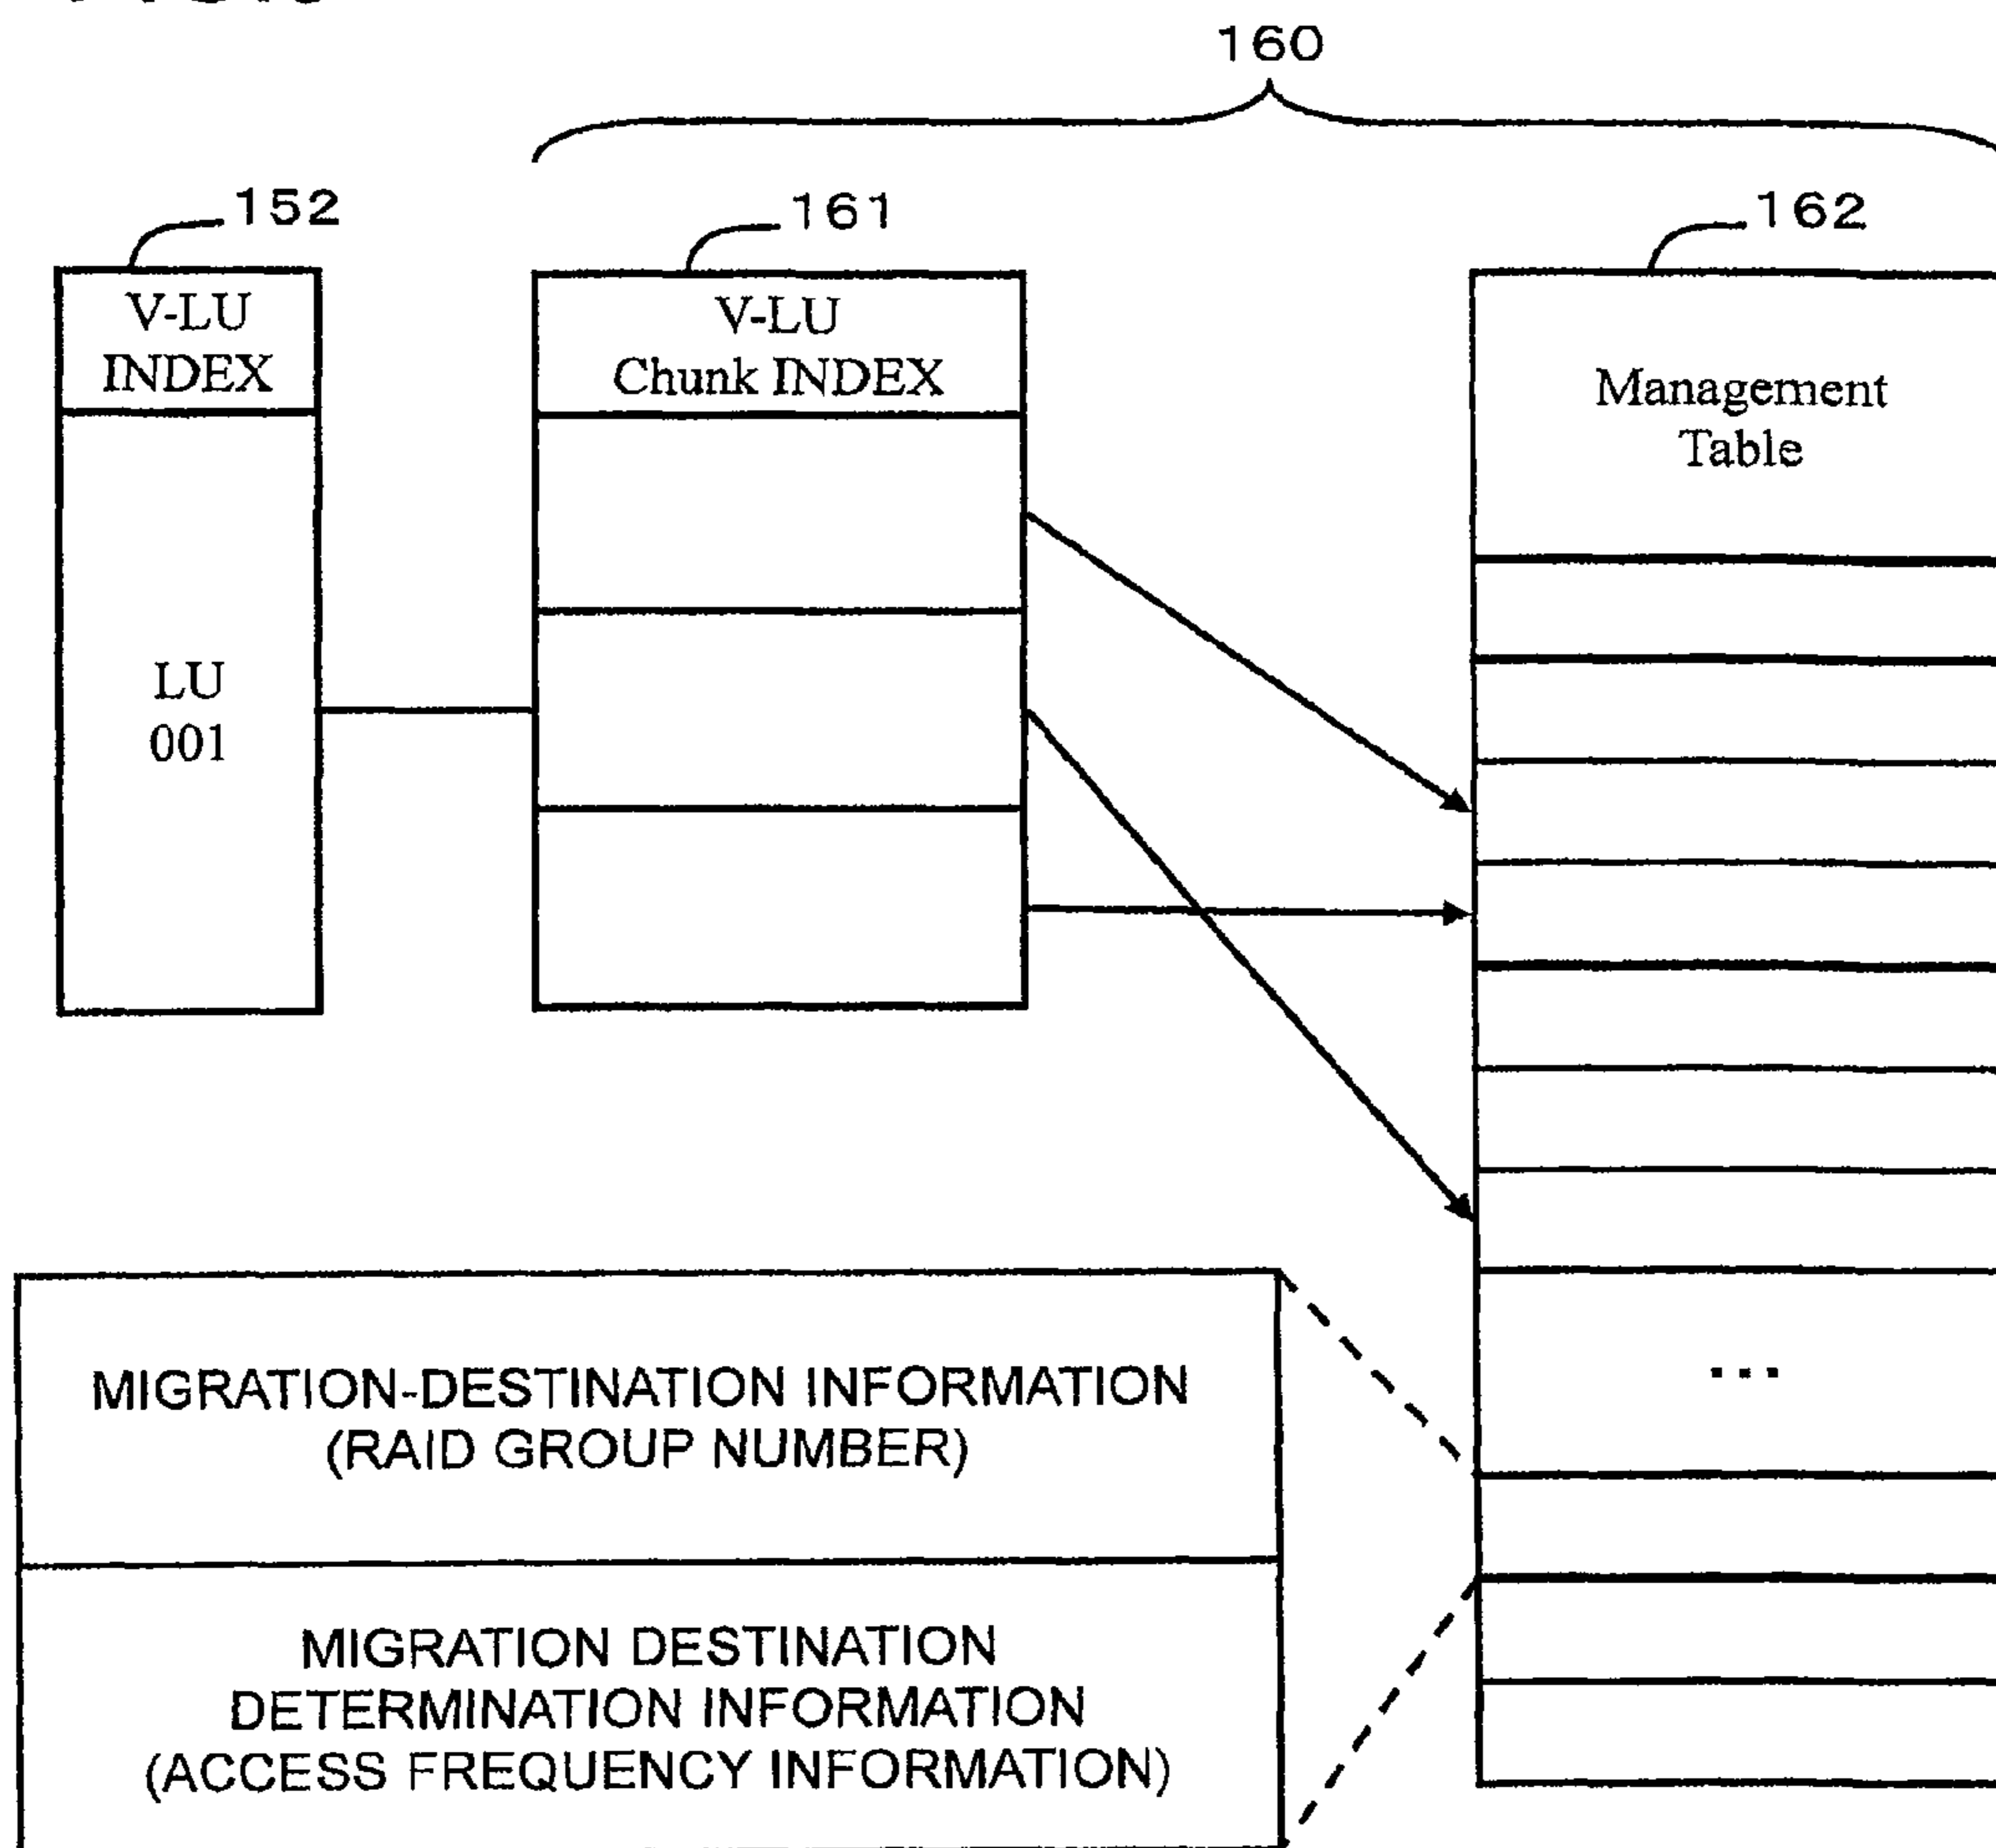 160
152
161
162
V-LU
INDEX
V-LU
Chunk INDEX
Management
Table
LU
001
...
MIGRATION-DESTINATION INFORMATION
(RAID GROUP NUMBER)
MIGRATION DESTINATION
DETERMINATION INFORMATION
(ACCESS FREQUENCY INFORMATION)